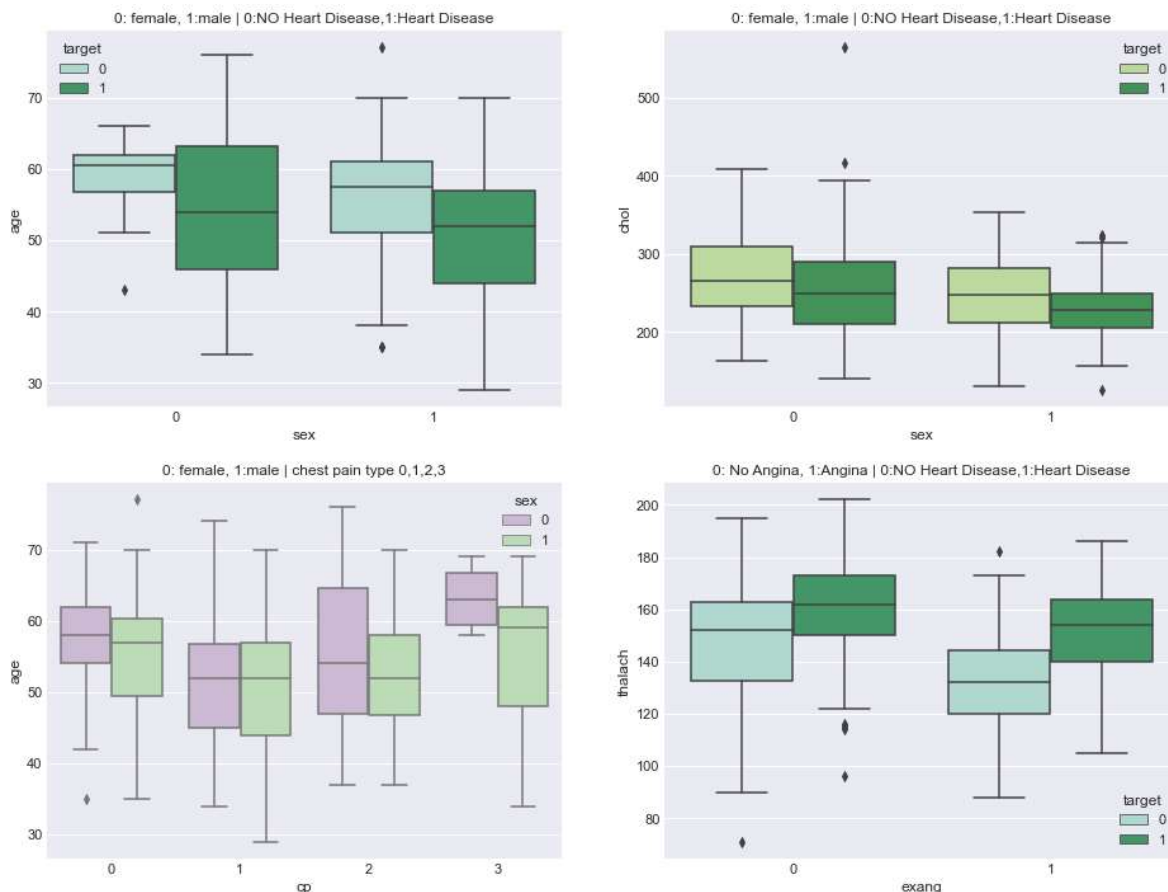 0: female, 1:male | 0:NO Heart Disease,1:Heart Disease
target
0
1
70
60
50
40
30
age
0
1
sex
0: female, 1:male | 0:NO Heart Disease,1:Heart Disease
target
0
1
500
400
300
200
chol
0
1
sex
0: female, 1:male | chest pain type 0,1,2,3
sex
0
1
70
60
50
40
30
age
0
1
2
3
cp
0: No Angina, 1:Angina | 0:NO Heart Disease,1:Heart Disease
200
180
160
140
120
100
80
thalach
target
0
1
0
1
exang